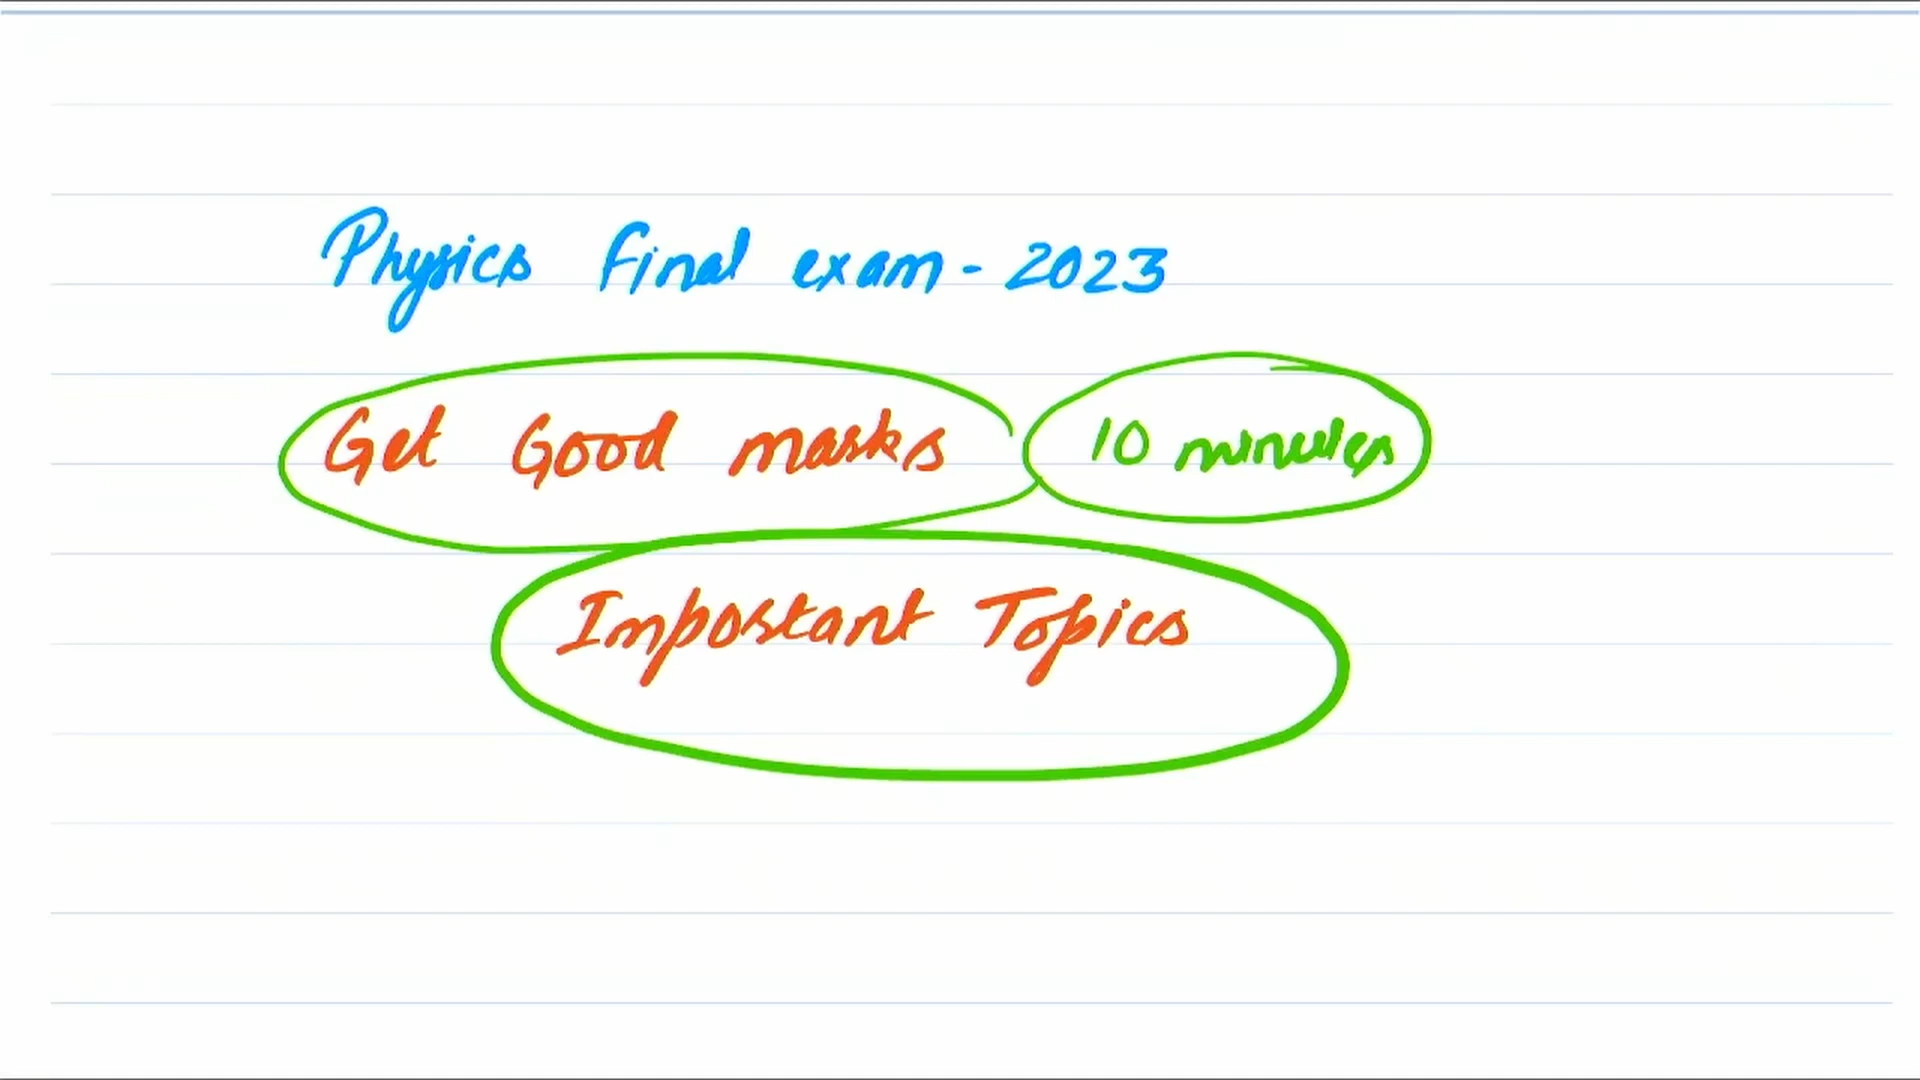 Physics Final exam - 2023
Get Good marks 10 minutes
Important Topics